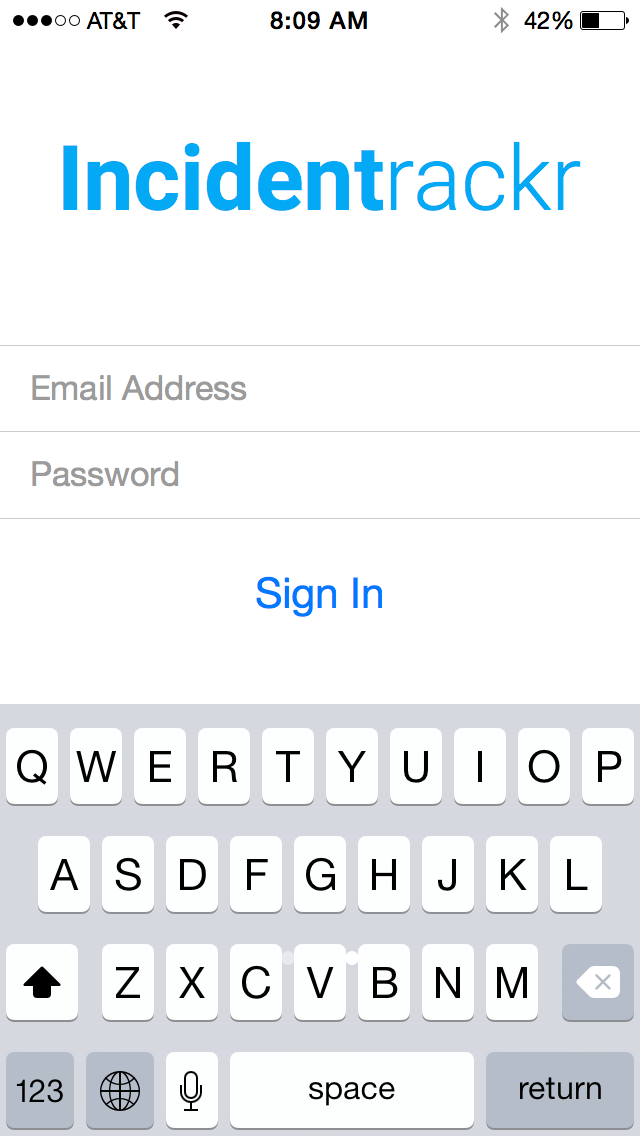 AT&T 8:09 AM 42%
Incidentrackr
Email Address
Password
Sign In
Q W E R T Y U I O P
A S D F G H J K L
Z X C V B N M
123 space return